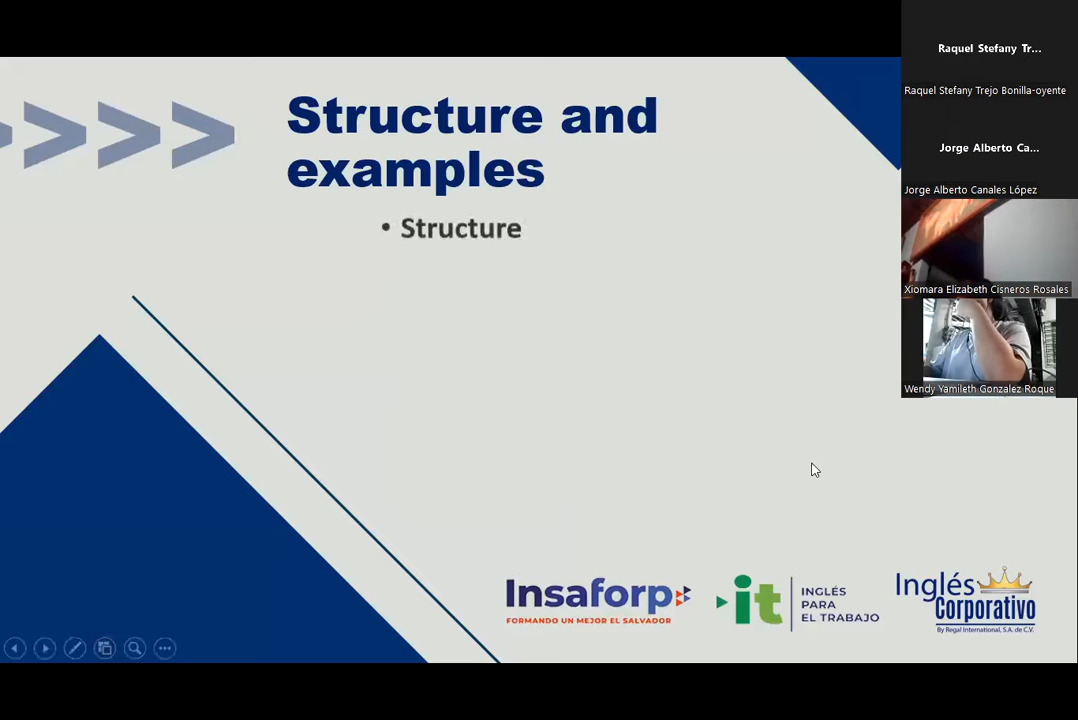 Structure and
examples
• Structure
Raquel Stefany Tr...
Raquel Stefany Trejo Bonilla-oyente
Jorge Alberto Ca...
Jorge Alberto Canales López
Xiomara Elizabeth Cisneros Rosales
Wendy Yamileth Gonzalez Roque
Insaforp
FORMANDO UN MEJOR EL SALVADOR
it
INGLÉS
PARA
EL TRABAJO
Inglés
Corporativo
By Regal International, S.A. de C.V.